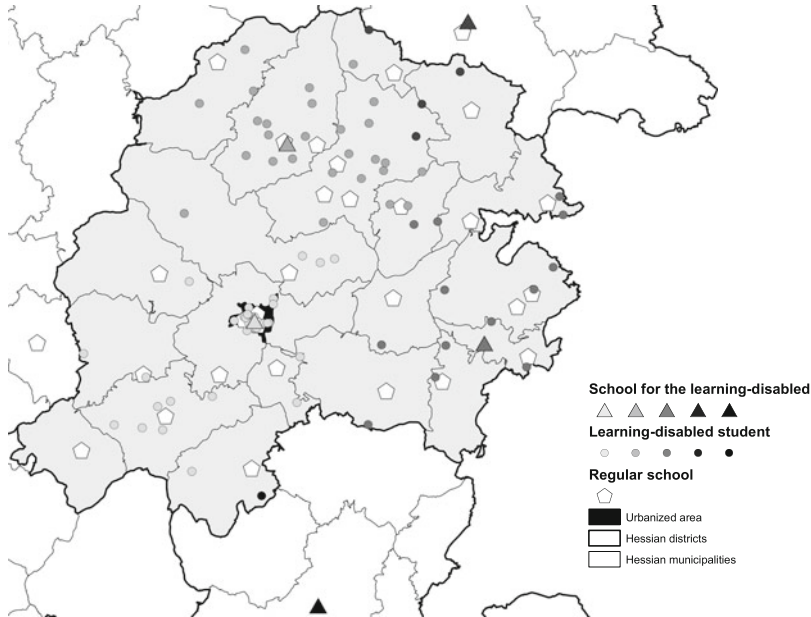 School for the learning-disabled
Learning-disabled student
Regular school
Urbanized area
Hessian districts
Hessian municipalities